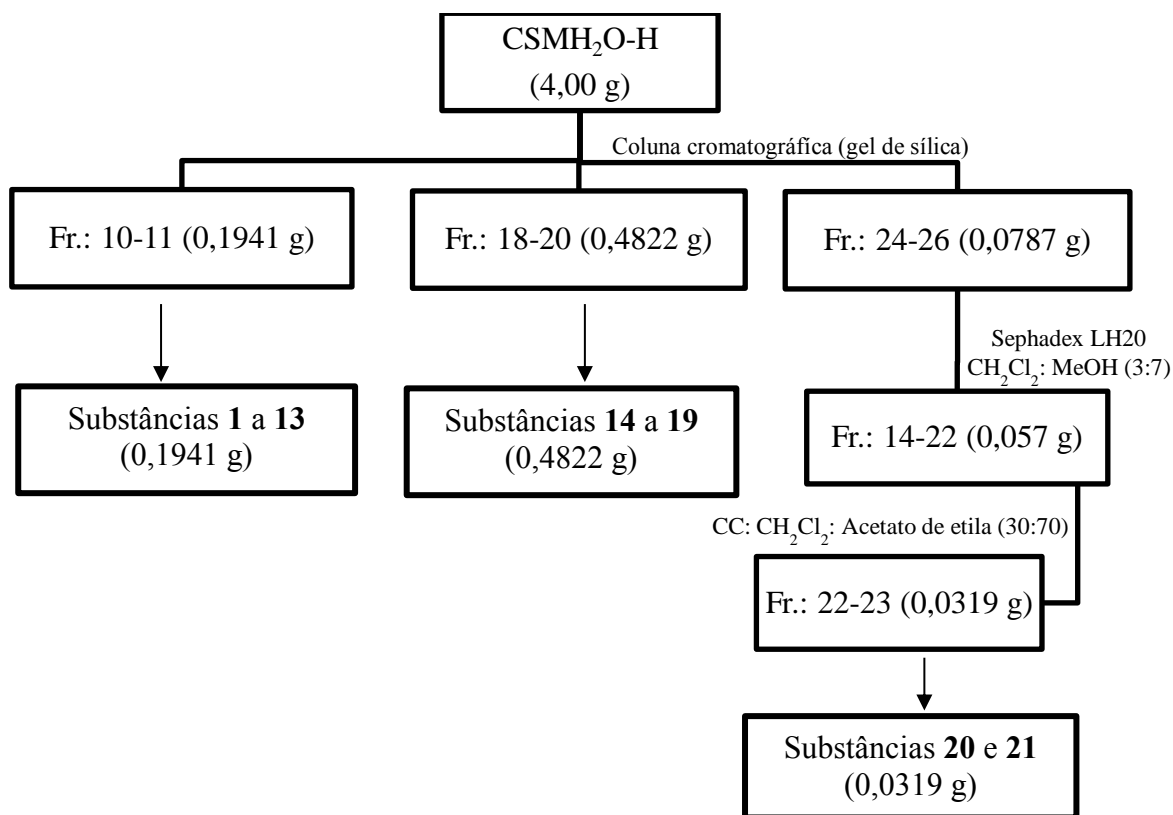 CSMH₂O-H
(4,00 g)
Coluna cromatográfica (gel de sílica)
Fr.: 10-11 (0,1941 g)
Fr.: 18-20 (0,4822 g)
Fr.: 24-26 (0,0787 g)
Sephadex LH20
CH₂Cl₂: MeOH (3:7)
Substâncias 1 a 13
(0,1941 g)
Substâncias 14 a 19
(0,4822 g)
Fr.: 14-22 (0,057 g)
CC: CH₂Cl₂: Acetato de etila (30:70)
Fr.: 22-23 (0,0319 g)
Substâncias 20 e 21
(0,0319 g)